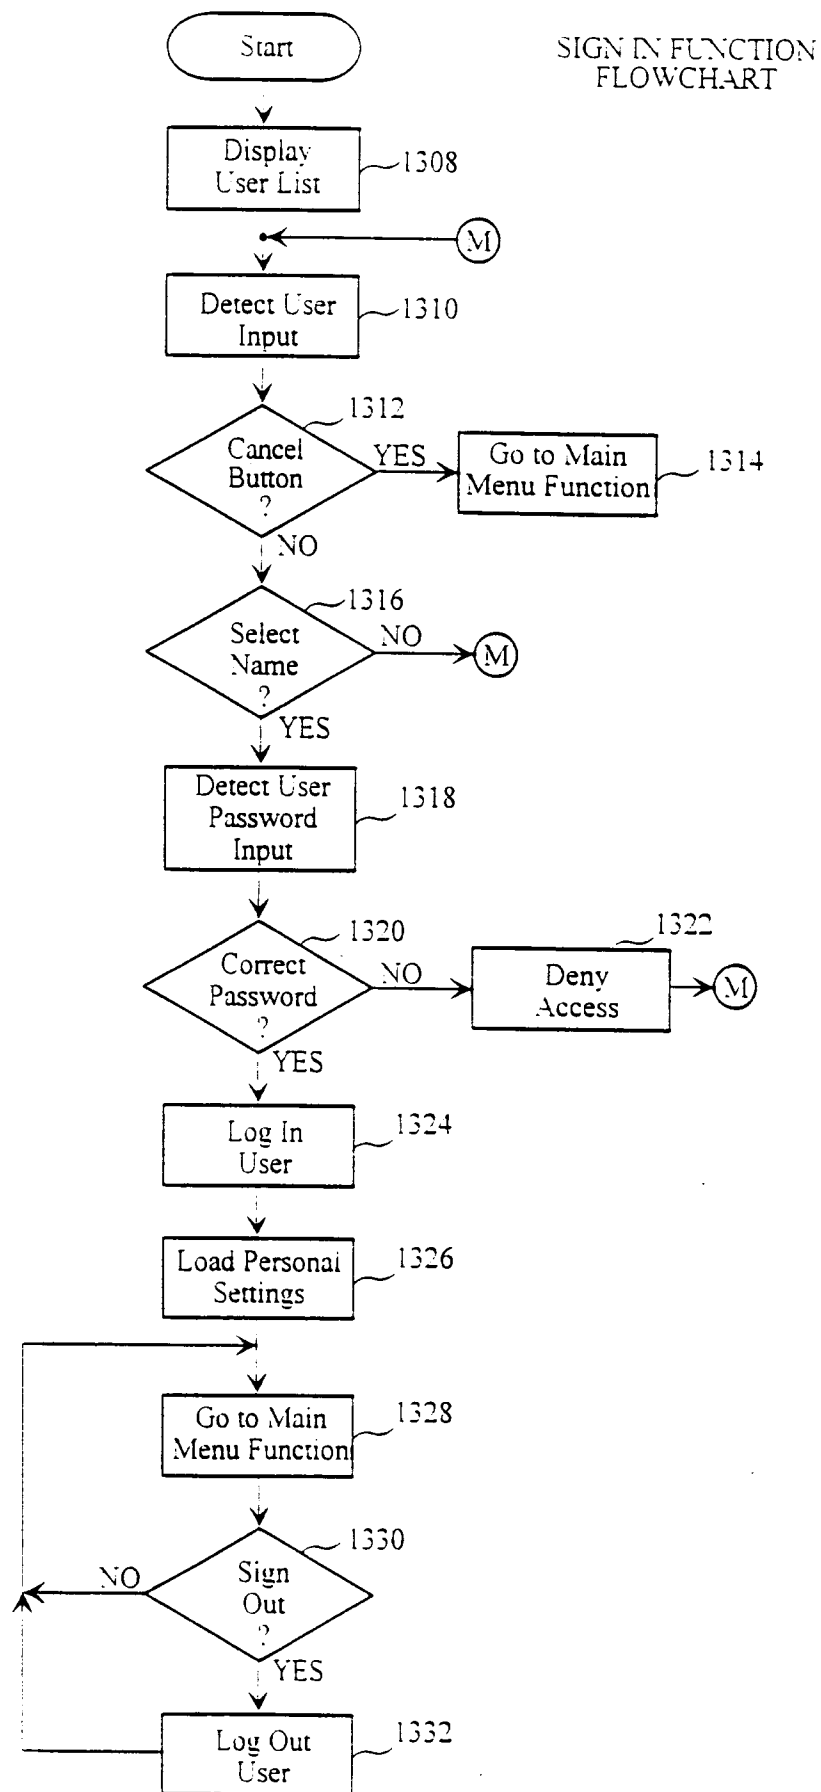 Start
SIGN IN FUNCTION
FLOWCHART
Display
User List
1308
M
Detect User
Input
1310
1312
Cancel
Button
?
YES
Go to Main
Menu Function
1314
NO
1316
Select
Name
?
NO
M
YES
Detect User
Password
Input
1318
1320
Correct
Password
?
NO
1322
Deny
Access
M
YES
Log In
User
1324
Load Personal
Settings
1326
Go to Main
Menu Function
1328
1330
Sign
Out
?
NO
YES
Log Out
User
1332